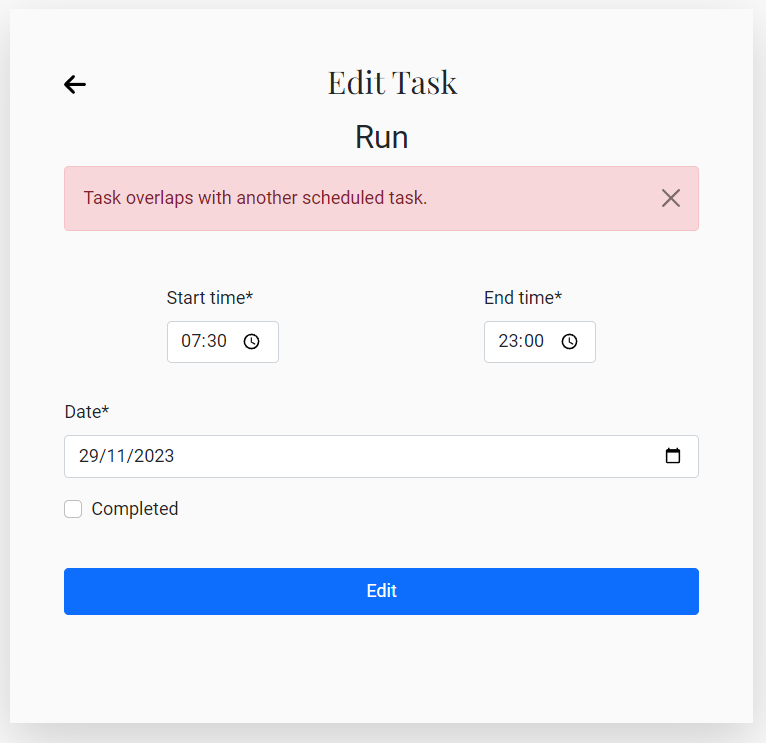 Edit Task
Run
Task overlaps with another scheduled task.
Start time* End time*
07:30 23:00
Date*
29/11/2023
Completed
Edit